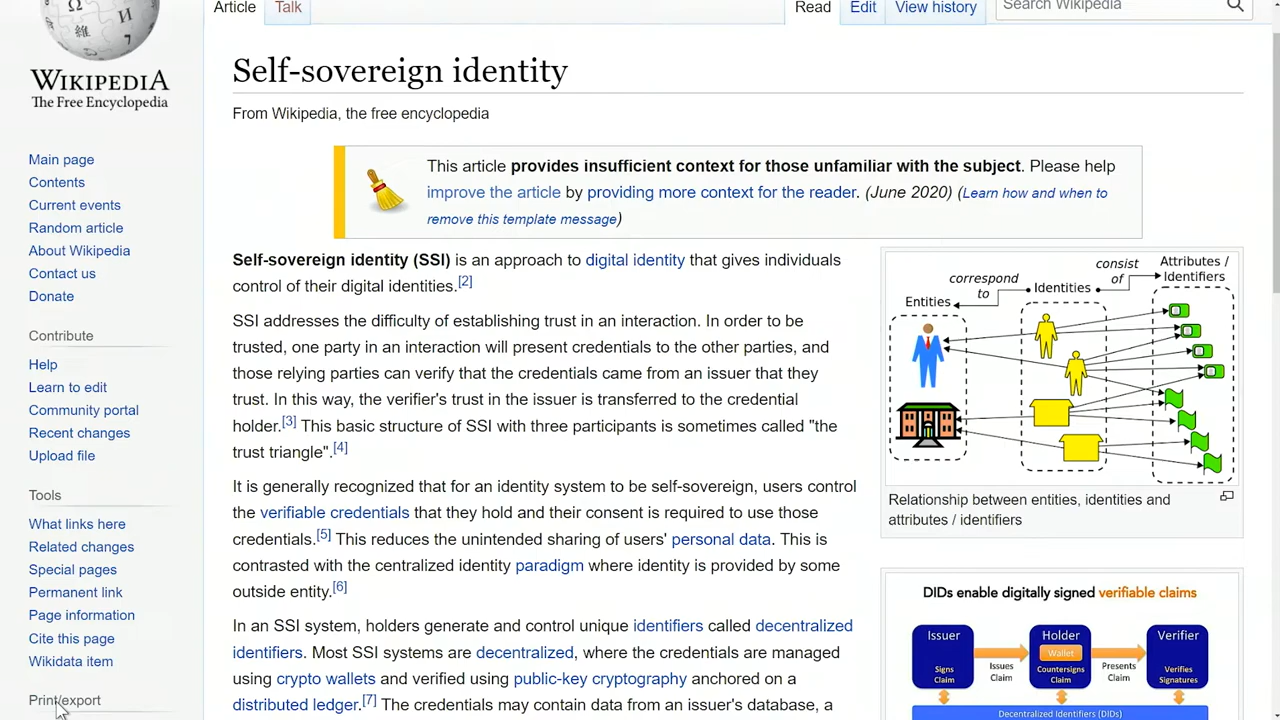 Article
Talk
Read
Edit
View history
Search Wikipedia
WIKIPEDIA
The Free Encyclopedia
Main page
Contents
Current events
Random article
About Wikipedia
Contact us
Donate
Contribute
Help
Learn to edit
Community portal
Recent changes
Upload file
Tools
What links here
Related changes
Special pages
Permanent link
Page information
Cite this page
Wikidata item
Print/export
Self-sovereign identity
From Wikipedia, the free encyclopedia
This article provides insufficient context for those unfamiliar with the subject. Please help
improve the article by providing more context for the reader. (June 2020) (Learn how and when to
remove this template message)
Self-sovereign identity (SSI) is an approach to digital identity that gives individuals
control of their digital identities.[2]
SSI addresses the difficulty of establishing trust in an interaction. In order to be
trusted, one party in an interaction will present credentials to the other parties, and
those relying parties can verify that the credentials came from an issuer that they
trust. In this way, the verifier's trust in the issuer is transferred to the credential
holder.[3] This basic structure of SSI with three participants is sometimes called "the
trust triangle".[4]
It is generally recognized that for an identity system to be self-sovereign, users control
the verifiable credentials that they hold and their consent is required to use those
credentials.[5] This reduces the unintended sharing of users' personal data. This is
contrasted with the centralized identity paradigm where identity is provided by some
outside entity.[6]
In an SSI system, holders generate and control unique identifiers called decentralized
identifiers. Most SSI systems are decentralized, where the credentials are managed
using crypto wallets and verified using public-key cryptography anchored on a
distributed ledger.[7] The credentials may contain data from an issuer's database, a
Entities
correspond
to
Identities
consist
of
Attributes /
Identifiers
Relationship between entities, identities and
attributes / identifiers
DIDs enable digitally signed verifiable claims
Issuer
Signs
Claim
Issues
Claim
Holder
Wallet
Countersigns
Claim
Presents
Claim
Verifier
Verifies
Signatures
Decentralized Identifiers (DIDs)